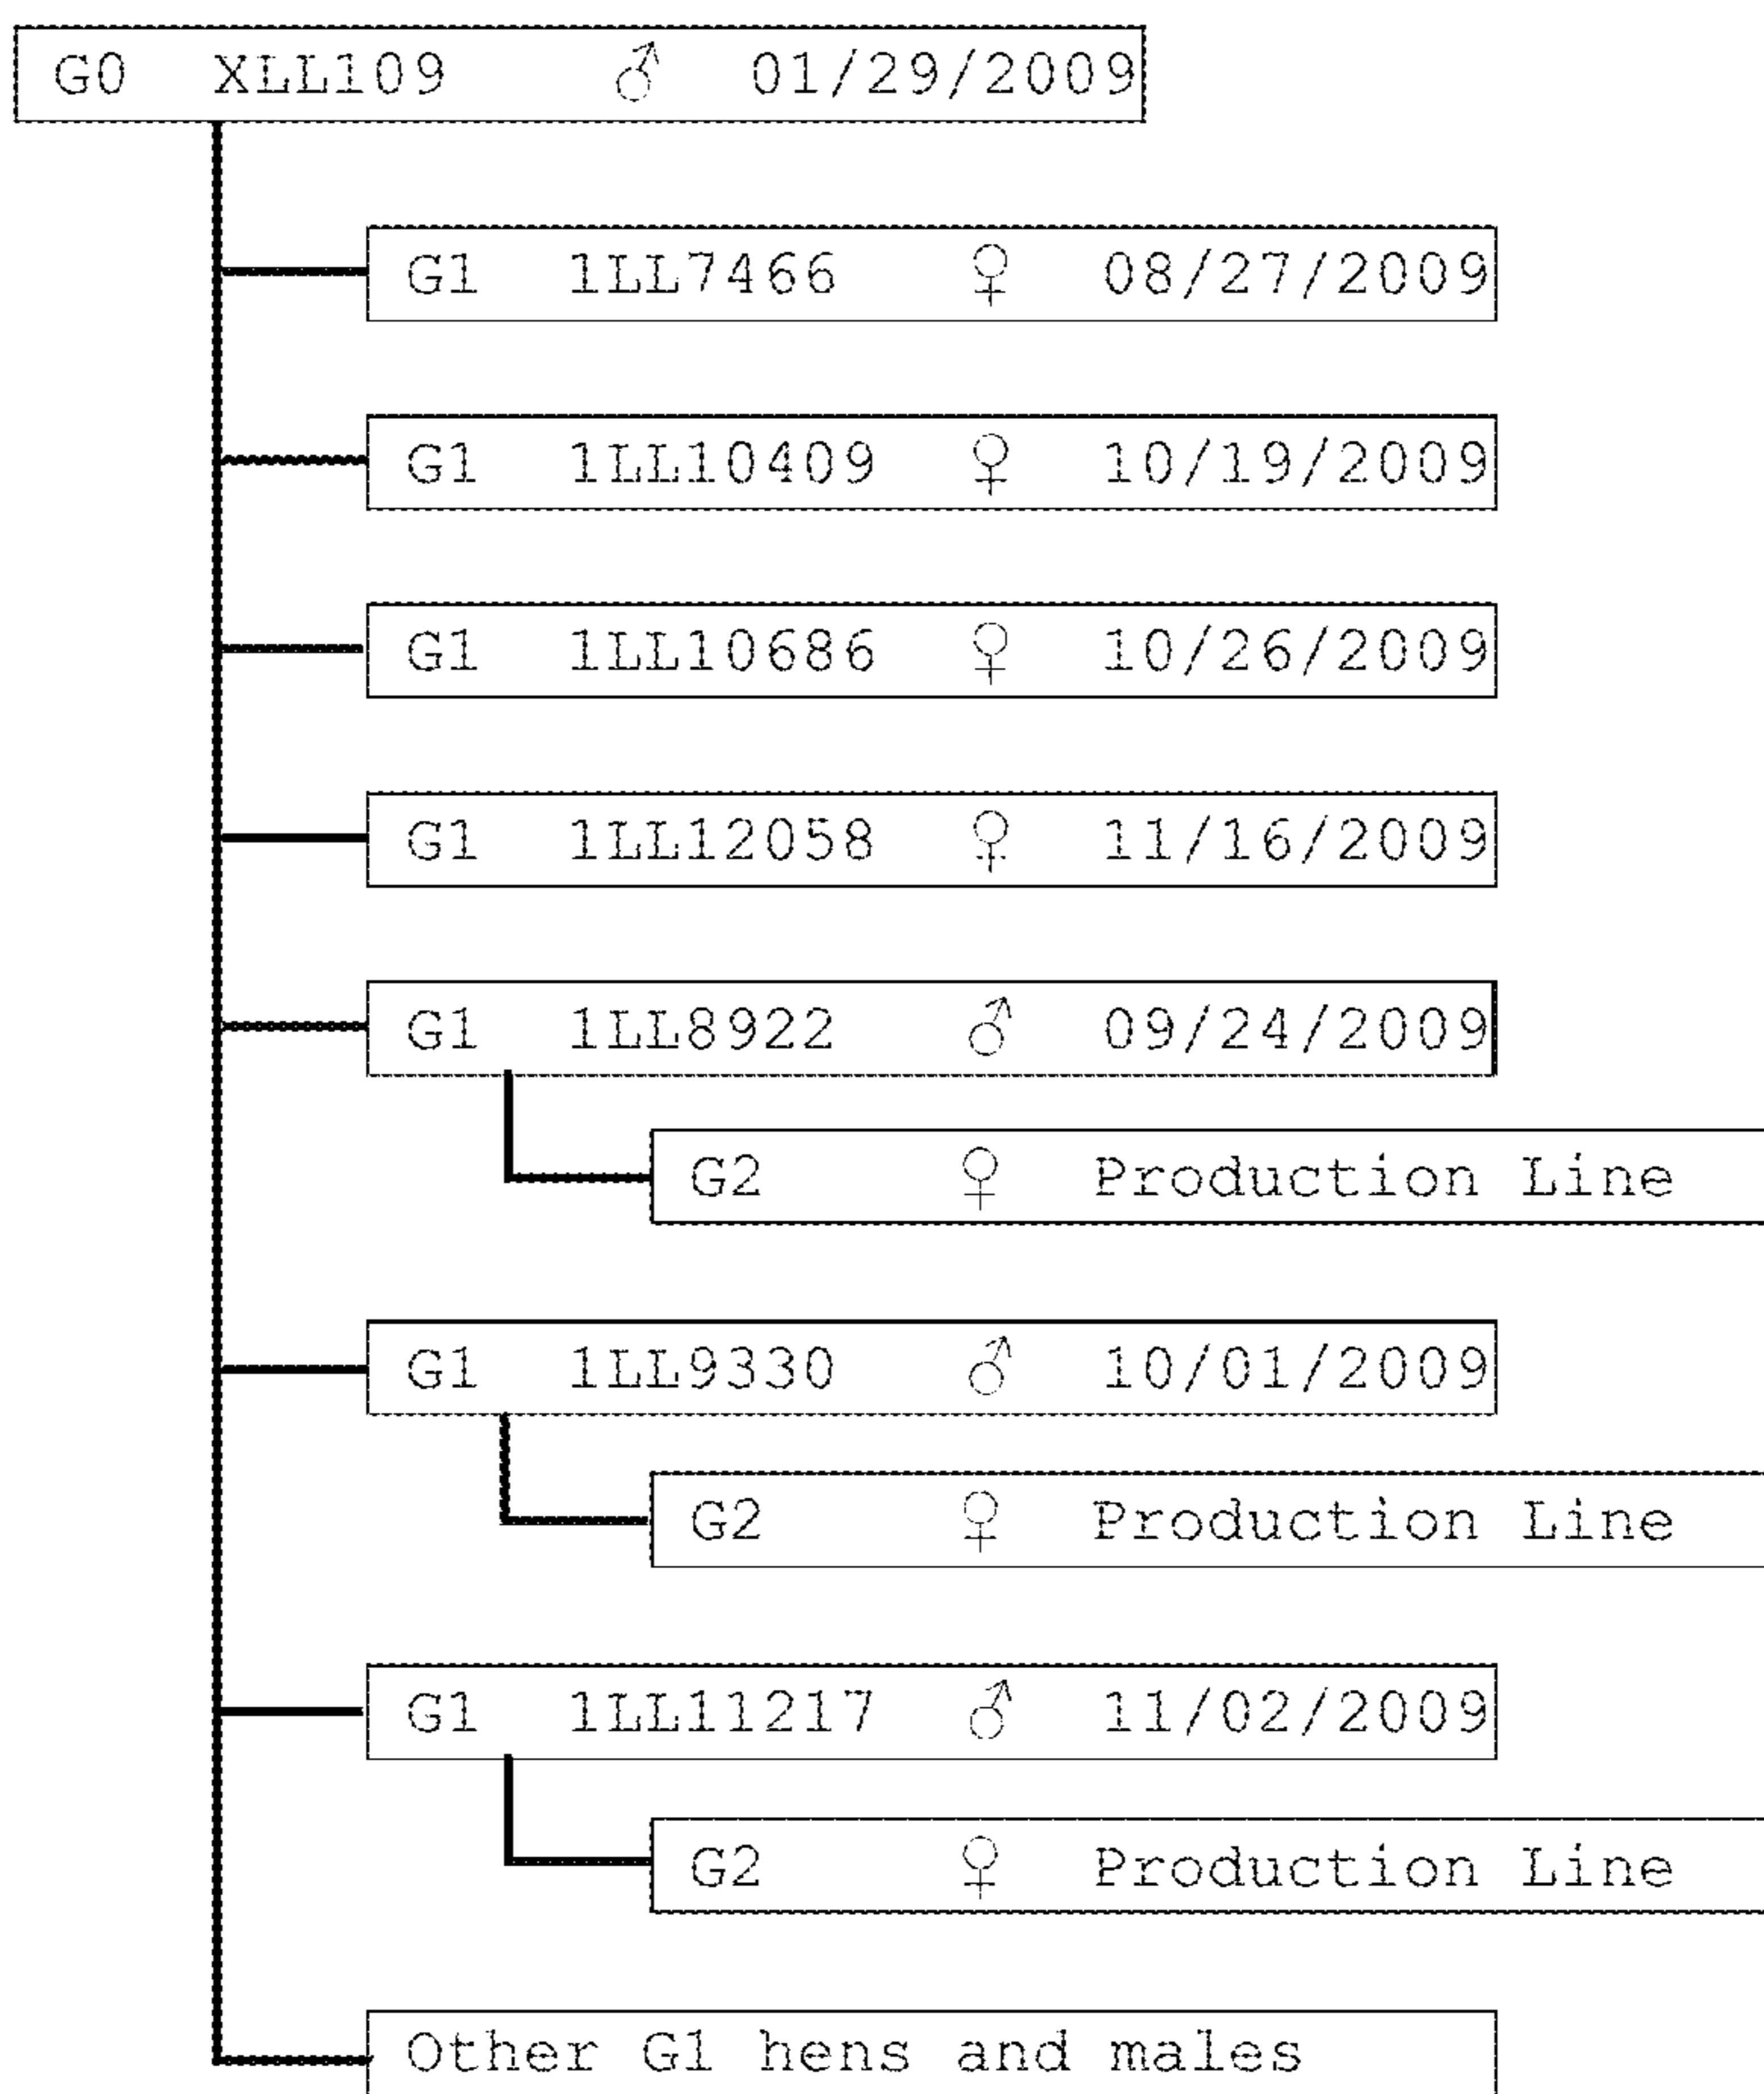 G0 XLL109 ♂ 01/29/2009
G1 1LL7466 ♀ 08/27/2009
G1 1LL10409 ♀ 10/19/2009
G1 1LL10686 ♀ 10/26/2009
G1 1LL12058 ♀ 11/16/2009
G1 1LL8922 ♂ 09/24/2009
G2 ♀ Production Line
G1 1LL9330 ♂ 10/01/2009
G2 ♀ Production Line
G1 1LL11217 ♂ 11/02/2009
G2 ♀ Production Line
Other G1 hens and males